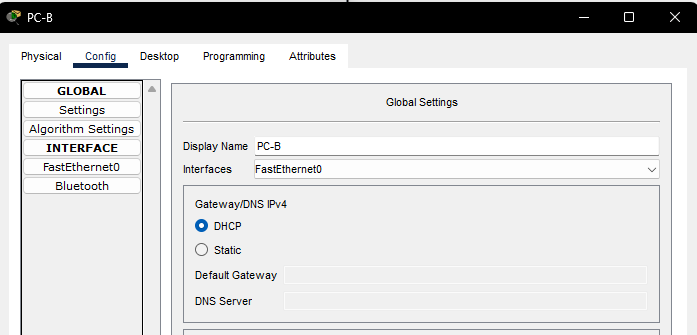 PC-B
Physical Config Desktop Programming Attributes
GLOBAL
Settings
Algorithm Settings
INTERFACE
FastEthernet0
Bluetooth
Global Settings
Display Name PC-B
Interfaces FastEthernet0
Gateway/DNS IPv4
DHCP
Static
Default Gateway
DNS Server